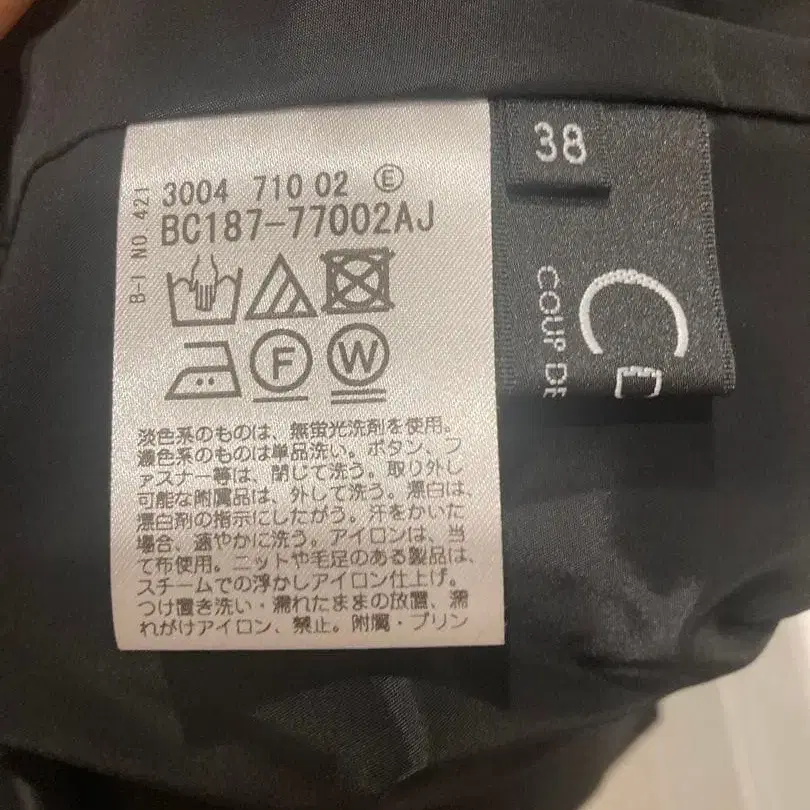 B-I NO.421
3004 710 02 Ⓔ
BC187-77002AJ
F
W
淡色系のものは、無蛍光洗剤を使用。
濃色系のものは単品洗い。ボタン、フ
ァスナー等は、閉じて洗う。取り外し
可能な附属品は、外して洗う。漂白は、
漂白剤の指示にしたがう。汗をかいた
場合、速やかに洗う。アイロンは、当
て布使用。ニットや毛足のある製品は、
スチームでの浮かしアイロン仕上げ。
つけ置き洗い・濡れたままの放置、濡
れがけアイロン、禁止。附属・プリン
38
COUP DE